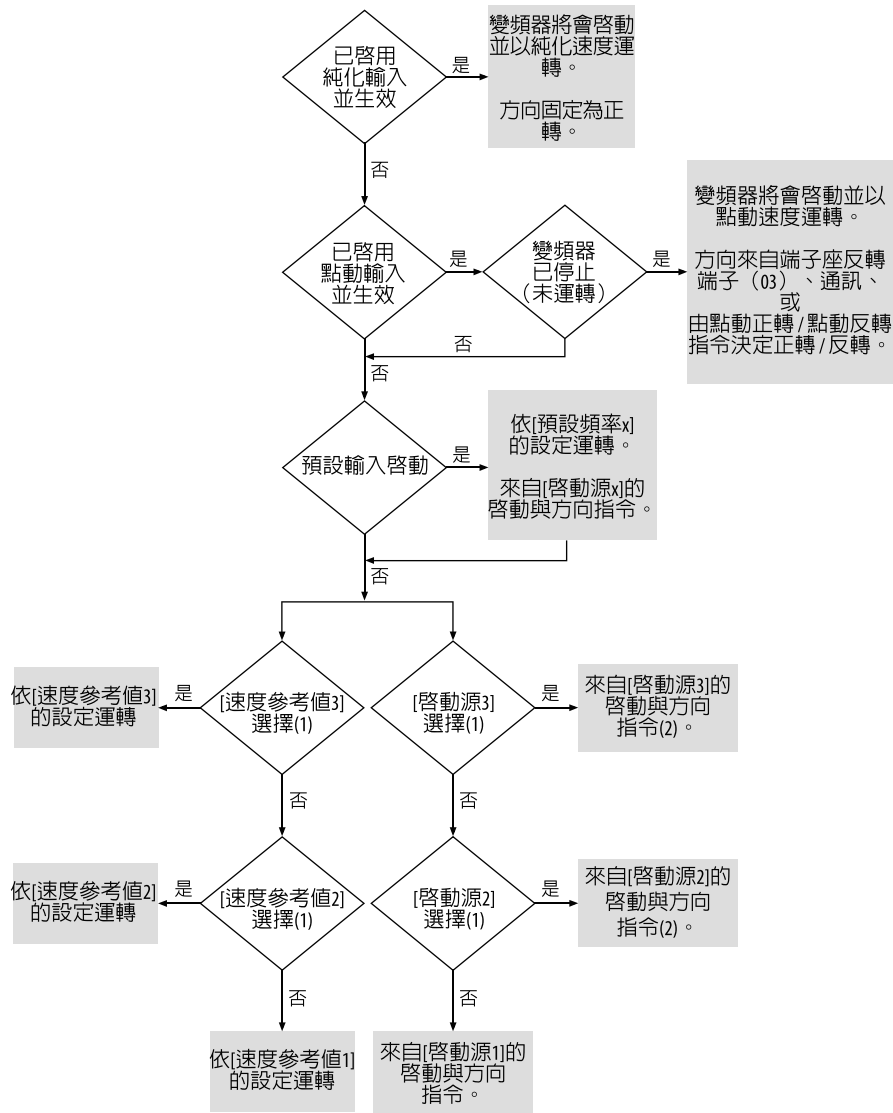 已啓用
純化輸入
並生效
是
變頻器將會啓動
並以純化速度運
轉。
方向固定為正
轉。
否
已啓用
點動輸入
並生效
是
變頻器
已停止
（未運轉）
是
變頻器將會啓動並以
點動速度運轉。
方向來自端子座反轉
端子（03）、通訊、
或
由點動正轉/點動反轉
指令決定正轉/反轉。
否
否
預設輸入啓動
是
依[預設頻率x]
的設定運轉。
來自[啓動源x]的
啓動與方向指令。
否
依[速度參考值3]
的設定運轉
是
[速度參考值3]
選擇(1)
[啓動源3]
選擇(1)
是
來自[啓動源3]的
啓動與方向
指令(2)。
否
否
依[速度參考值2]
的設定運轉
是
[速度參考值2]
選擇(1)
[啓動源2]
選擇(1)
是
來自[啓動源2]的
啓動與方向
指令(2)。
否
否
依[速度參考值1]
的設定運轉
來自[啓動源1]的
啓動與方向
指令。